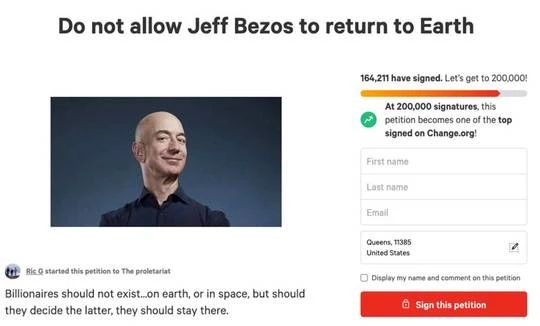 Do not allow Jeff Bezos to return to Earth
164,211 have signed. Let's get to 200,000!
At 200,000 signatures, this
petition becomes one of the top
signed on Change.org!
First name
Last name
Email
Queens, 11385
United States
Display my name and comment on this petition
Sign this petition
Ric G started this petition to The proletariat
Billionaires should not exist...on earth, or in space, but should
they decide the latter, they should stay there.